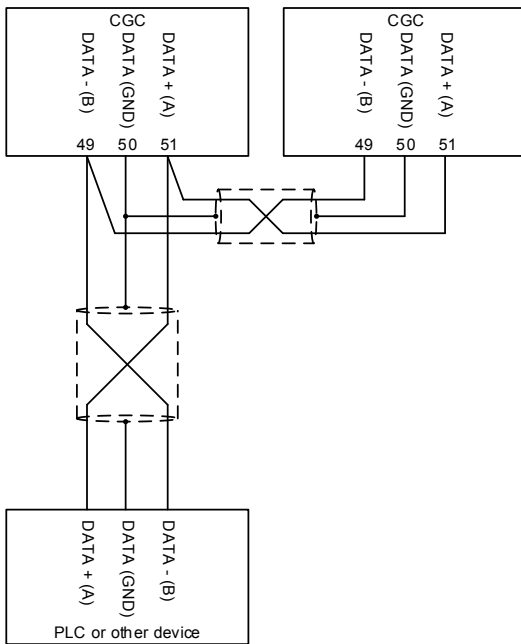 CGC
DATA - (B)
DATA (GND)
DATA + (A)
49 50 51
CGC
DATA - (B)
DATA (GND)
DATA + (A)
49 50 51
DATA + (A)
DATA (GND)
DATA - (B)
PLC or other device